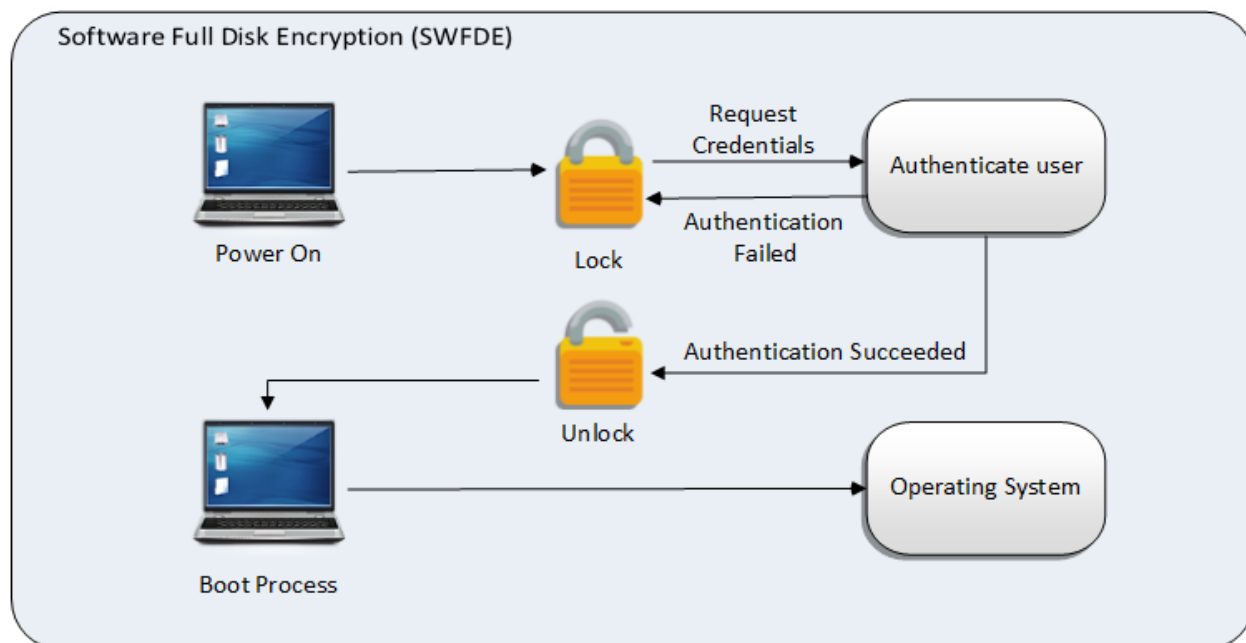 Software Full Disk Encryption (SWFDE)
Request
Credentials
Authenticate user
Authentication
Failed
Power On
Lock
Authentication Succeeded
Unlock
Operating System
Boot Process